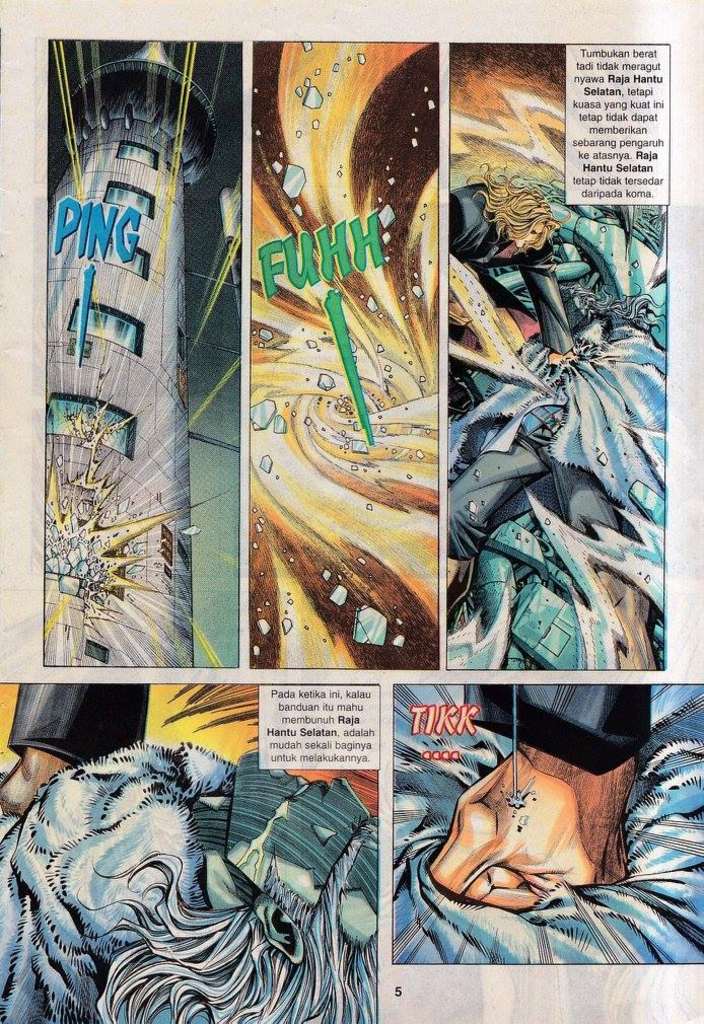 PING
FUHH
Tumbukan berat
tadi tidak meragut
nyawa Raja Hantu
Selatan, tetapi
kuasa yang kuat ini
tetap tidak dapat
memberikan
sebarang pengaruh
ke atasnya. Raja
Hantu Selatan
tetap tidak tersedar
daripada koma.
Pada ketika ini, kalau
banduan itu mahu
membunuh Raja
Hantu Selatan, adalah
mudah sekali baginya
untuk melakukannya.
TIKK
5